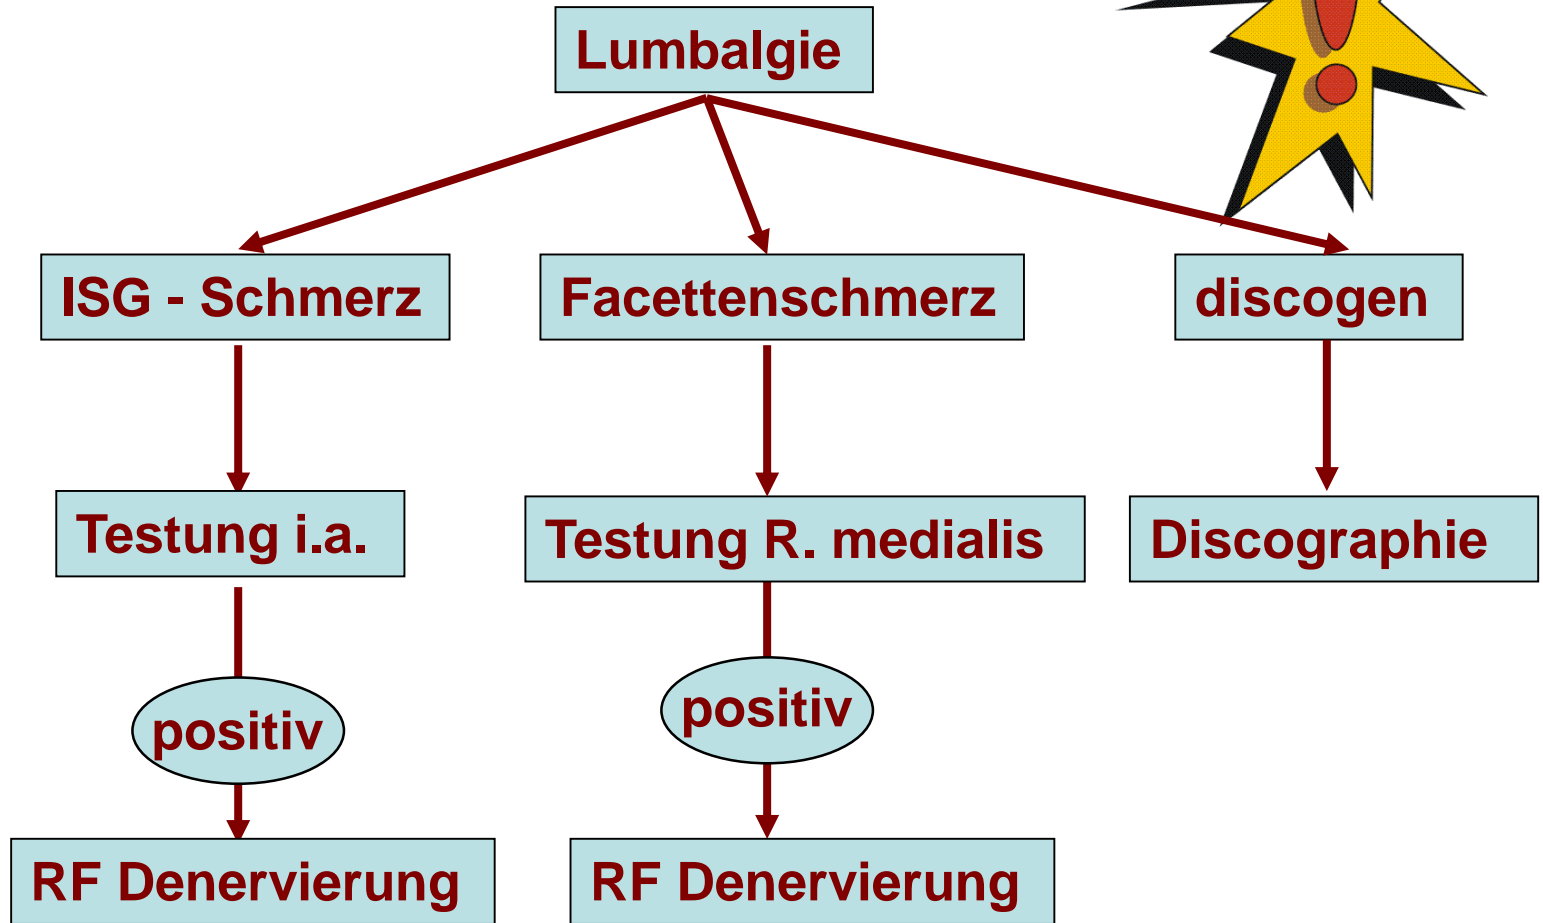 Lumbalgie
ISG - Schmerz
Facettenschmerz
discogen
Testung i.a.
Testung R. medialis
Discographie
positiv
positiv
RF Denervierung
RF Denervierung